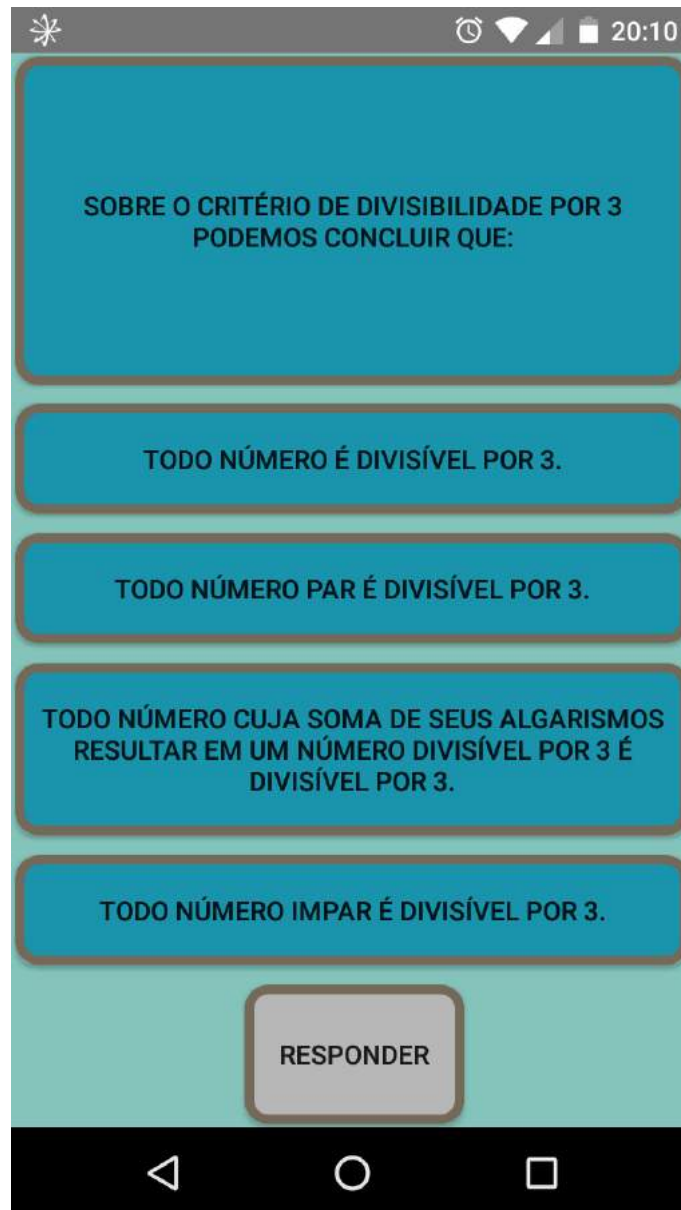 20:10
SOBRE O CRITÉRIO DE DIVISIBILIDADE POR 3
PODEMOS CONCLUIR QUE:
TODO NÚMERO É DIVISÍVEL POR 3.
TODO NÚMERO PAR É DIVISÍVEL POR 3.
TODO NÚMERO CUJA SOMA DE SEUS ALGARISMOS
RESULTAR EM UM NÚMERO DIVISÍVEL POR 3 É
DIVISÍVEL POR 3.
TODO NÚMERO IMPAR É DIVISÍVEL POR 3.
RESPONDER